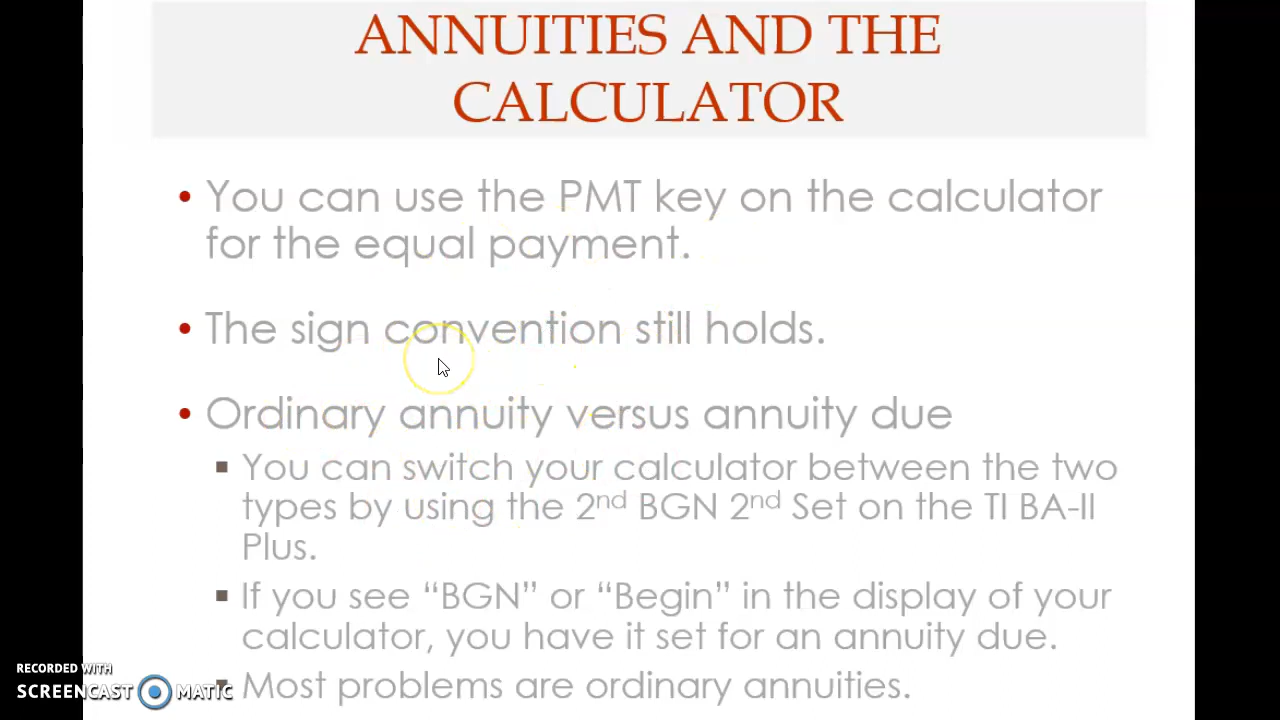 ANNUITIES AND THE
CALCULATOR
• You can use the PMT key on the calculator
for the equal payment.
• The sign convention still holds.
• Ordinary annuity versus annuity due
▪ You can switch your calculator between the two
types by using the 2nd BGN 2nd Set on the TI BA-II
Plus.
▪ If you see “BGN” or “Begin” in the display of your
calculator, you have it set for an annuity due.
▪ Most problems are ordinary annuities.
RECORDED WITH
SCREENCAST MATIC